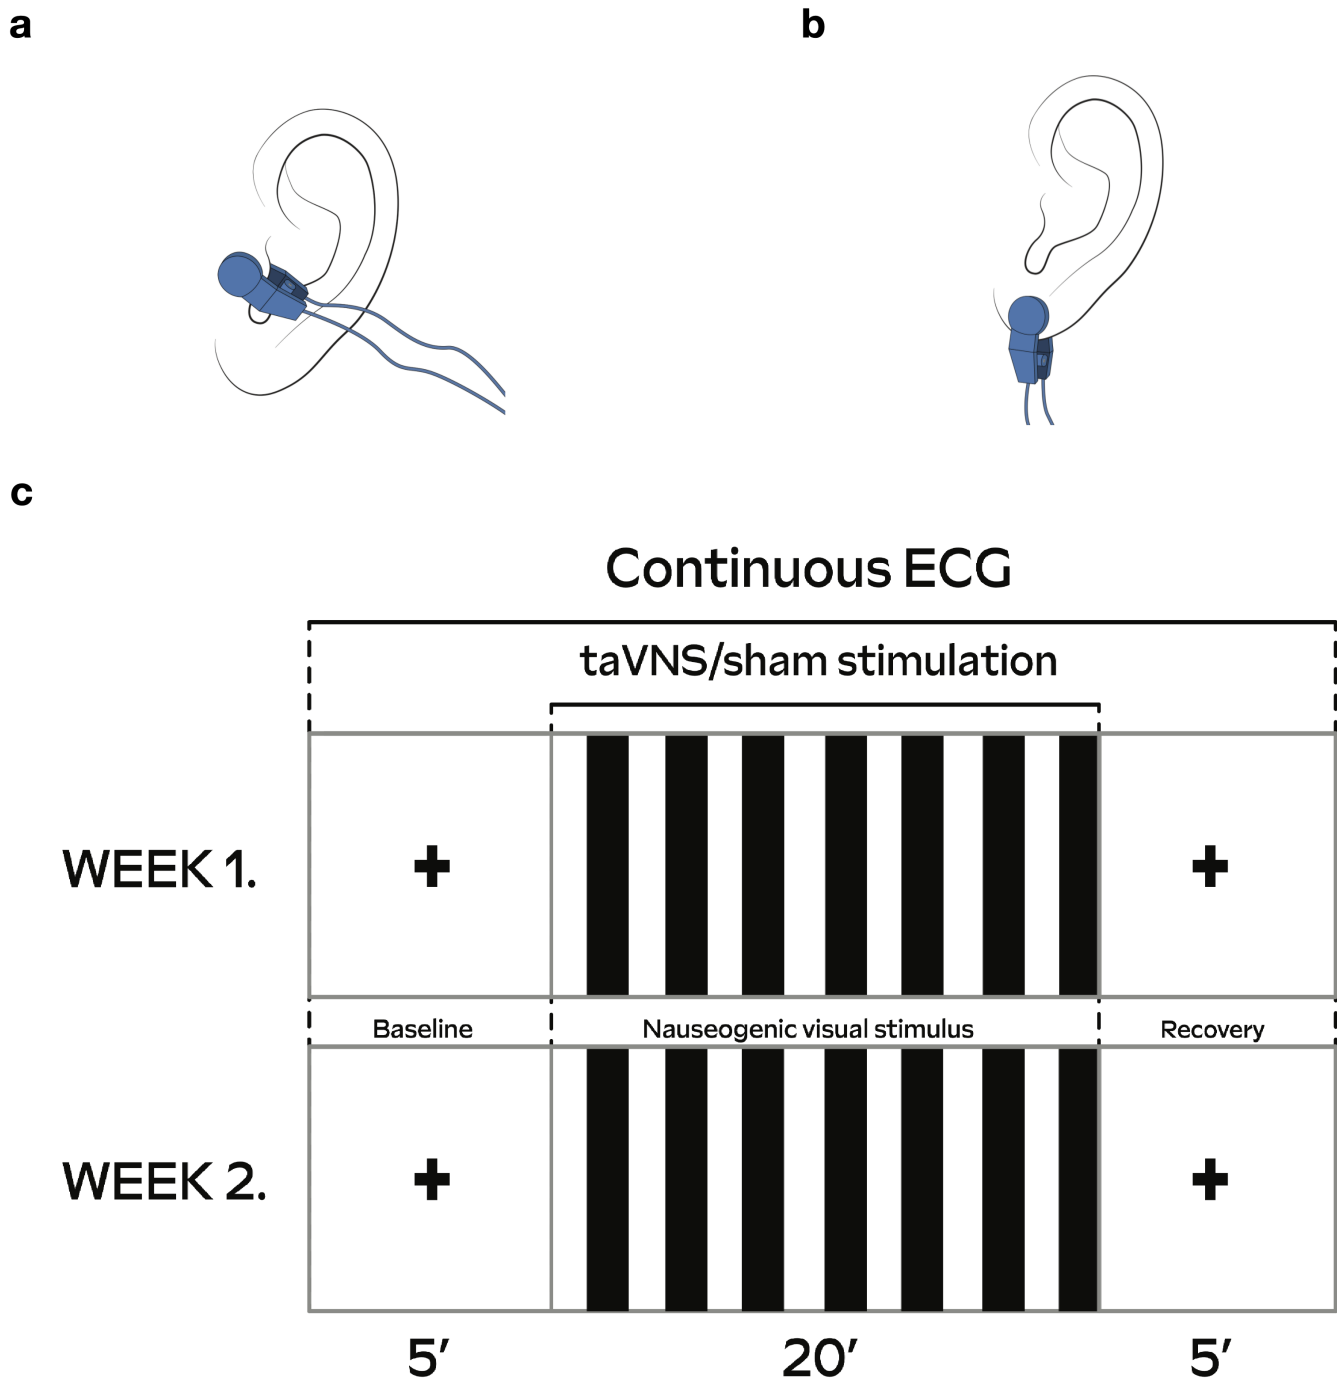 a
b
c
Continuous ECG
taVNS/sham stimulation
WEEK 1.
Baseline
Nauseogenic visual stimulus
Recovery
WEEK 2.
5′
20′
5′